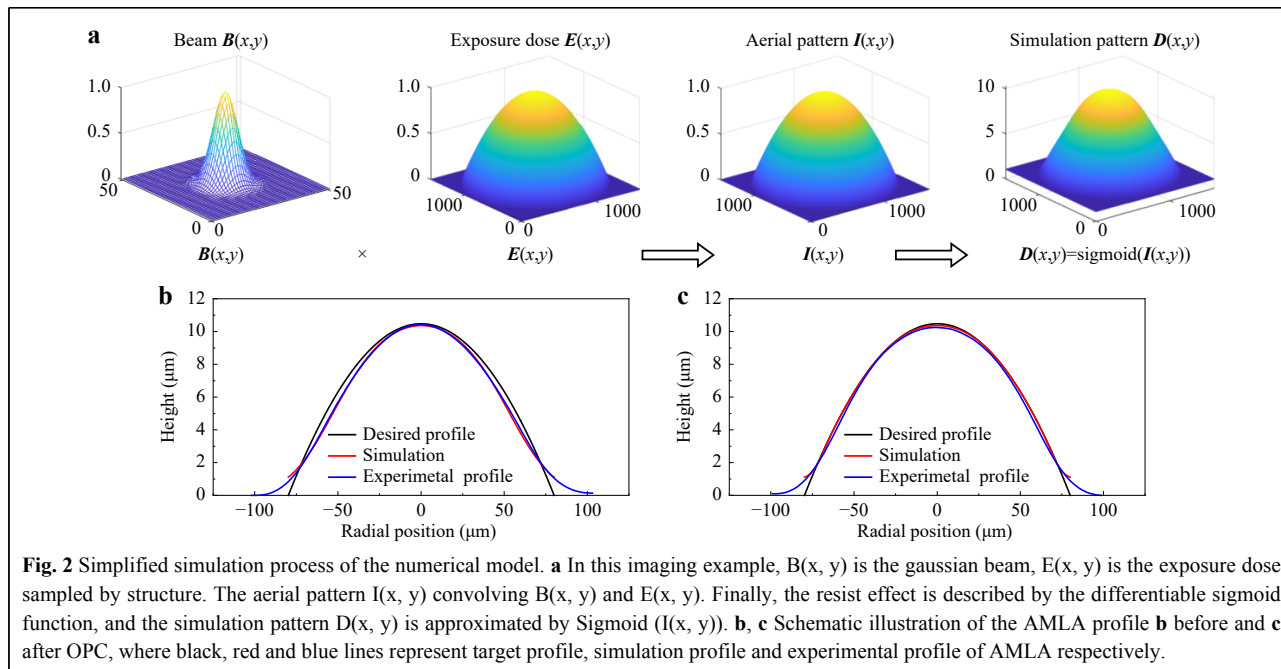 a
Beam B(x,y) Exposure dose E(x,y) Aerial pattern I(x,y) Simulation pattern D(x,y)
1.0 1.0 1.0 10
0.5 0.5 0.5 5
0 0 0 0
50 50 1000 1000 1000 1000 1000 1000
0 0 0 0 0 0 0 0
B(x,y) × E(x,y) I(x,y) D(x,y)=sigmoid(I(x,y))
b c
12 12
10 10
8 8
6 6
4 4
2 2
0 0
Height (μm) Height (μm)
Desired profile Desired profile
Simulation Simulation
Experimetal profile Experimetal profile
−100 −50 0 50 100 −100 −50 0 50 100
Radial position (μm) Radial position (μm)
Fig. 2 Simplified simulation process of the numerical model. a In this imaging example, B(x, y) is the gaussian beam, E(x, y) is the exposure dose
sampled by structure. The aerial pattern I(x, y) convolving B(x, y) and E(x, y). Finally, the resist effect is described by the differentiable sigmoid
function, and the simulation pattern D(x, y) is approximated by Sigmoid (I(x, y)). b, c Schematic illustration of the AMLA profile b before and c
after OPC, where black, red and blue lines represent target profile, simulation profile and experimental profile of AMLA respectively.